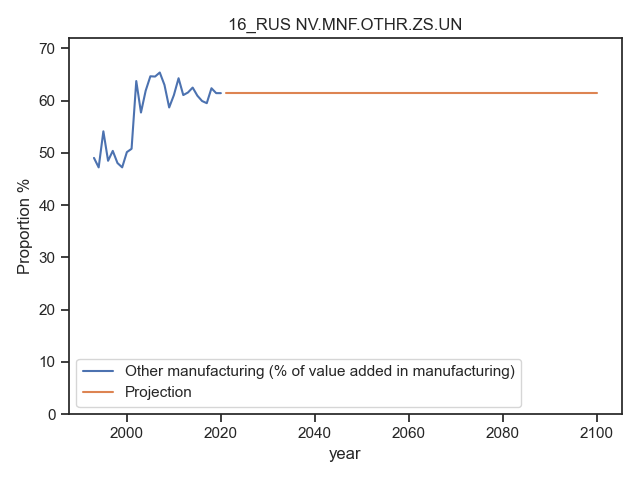 16_RUS NV.MNF.OTHR.ZS.UN
70
60
50
40
30
20
10
0
Proportion %
Other manufacturing (% of value added in manufacturing)
Projection
2000 2020 2040 2060 2080 2100
year